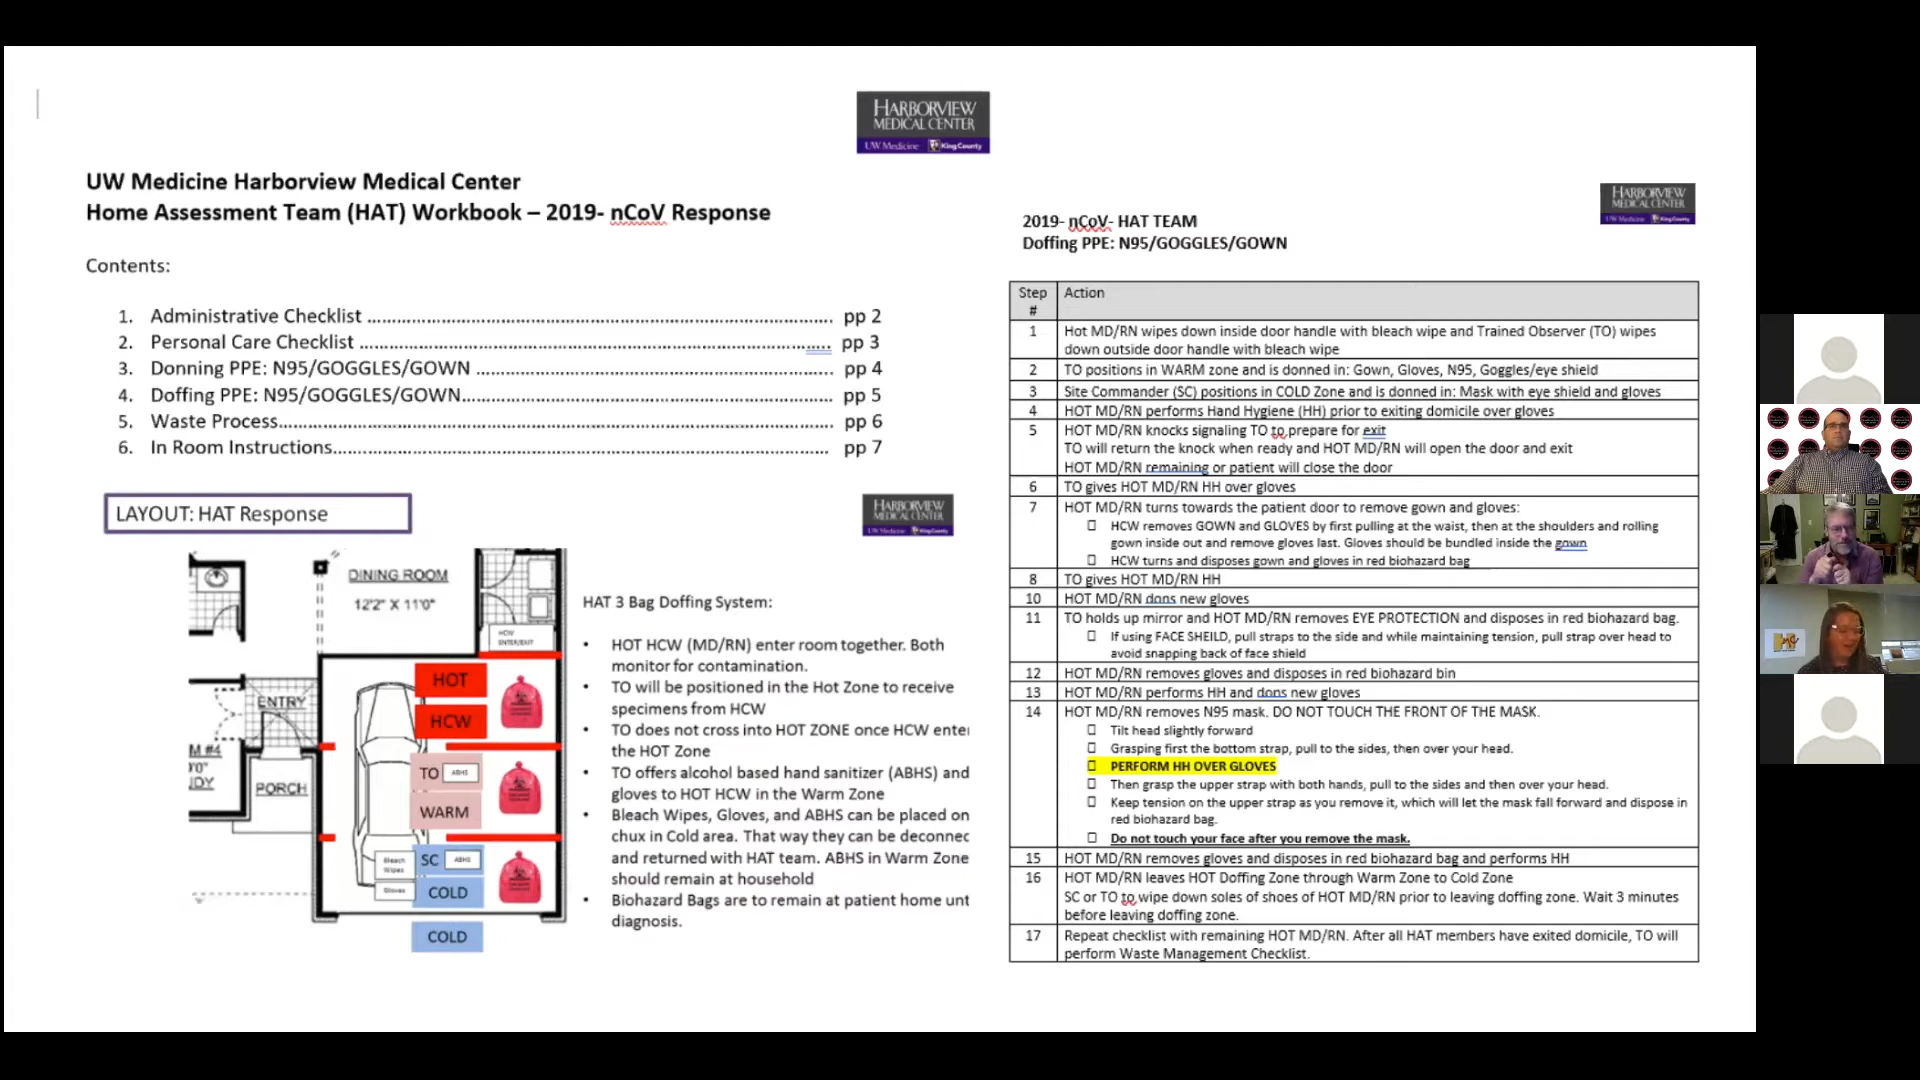 HARBORVIEW
MEDICAL CENTER
UW Medicine King County
UW Medicine Harborview Medical Center
Home Assessment Team (HAT) Workbook – 2019- nCoV Response
Contents:
1. Administrative Checklist ........ pp 2
2. Personal Care Checklist ........ pp 3
3. Donning PPE: N95/GOGGLES/GOWN ........ pp 4
4. Doffing PPE: N95/GOGGLES/GOWN........ pp 5
5. Waste Process........ pp 6
6. In Room Instructions........ pp 7
LAYOUT: HAT Response
HARBORVIEW
MEDICAL CENTER
UW Medicine King County
DINING ROOM
12'2" X 11'0"
HCW
ENTER/EXIT
HOT
HCW
ENTRY
M #4
'0"
DY
PORCH
TO ABHS
WARM
Bleach
Wipes
SC ABHS
Gloves
COLD
COLD
HAT 3 Bag Doffing System:
• HOT HCW (MD/RN) enter room together. Both
monitor for contamination.
• TO will be positioned in the Hot Zone to receive
specimens from HCW
• TO does not cross into HOT ZONE once HCW enter
the HOT Zone
• TO offers alcohol based hand sanitizer (ABHS) and
gloves to HOT HCW in the Warm Zone
• Bleach Wipes, Gloves, and ABHS can be placed on
chux in Cold area. That way they can be deconned
and returned with HAT team. ABHS in Warm Zone
should remain at household
• Biohazard Bags are to remain at patient home unt
diagnosis.
HARBORVIEW
MEDICAL CENTER
UW Medicine King County
2019- nCoV- HAT TEAM
Doffing PPE: N95/GOGGLES/GOWN
Step
# Action
1 Hot MD/RN wipes down inside door handle with bleach wipe and Trained Observer (TO) wipes
down outside door handle with bleach wipe
2 TO positions in WARM zone and is donned in: Gown, Gloves, N95, Goggles/eye shield
3 Site Commander (SC) positions in COLD Zone and is donned in: Mask with eye shield and gloves
4 HOT MD/RN performs Hand Hygiene (HH) prior to exiting domicile over gloves
5 HOT MD/RN knocks signaling TO to prepare for exit
TO will return the knock when ready and HOT MD/RN will open the door and exit
HOT MD/RN remaining or patient will close the door
6 TO gives HOT MD/RN HH over gloves
7 HOT MD/RN turns towards the patient door to remove gown and gloves:
☐ HCW removes GOWN and GLOVES by first pulling at the waist, then at the shoulders and rolling
gown inside out and remove gloves last. Gloves should be bundled inside the gown
☐ HCW turns and disposes gown and gloves in red biohazard bag
8 TO gives HOT MD/RN HH
10 HOT MD/RN dons new gloves
11 TO holds up mirror and HOT MD/RN removes EYE PROTECTION and disposes in red biohazard bag.
☐ If using FACE SHEILD, pull straps to the side and while maintaining tension, pull strap over head to
avoid snapping back of face shield
12 HOT MD/RN removes gloves and disposes in red biohazard bin
13 HOT MD/RN performs HH and dons new gloves
14 HOT MD/RN removes N95 mask. DO NOT TOUCH THE FRONT OF THE MASK.
☐ Tilt head slightly forward
☐ Grasping first the bottom strap, pull to the sides, then over your head.
☐ PERFORM HH OVER GLOVES
☐ Then grasp the upper strap with both hands, pull to the sides and then over your head.
☐ Keep tension on the upper strap as you remove it, which will let the mask fall forward and dispose in
red biohazard bag.
☐ Do not touch your face after you remove the mask.
15 HOT MD/RN removes gloves and disposes in red biohazard bag and performs HH
16 HOT MD/RN leaves HOT Doffing Zone through Warm Zone to Cold Zone
SC or TO to wipe down soles of shoes of HOT MD/RN prior to leaving doffing zone. Wait 3 minutes
before leaving doffing zone.
17 Repeat checklist with remaining HOT MD/RN. After all HAT members have exited domicile, TO will
perform Waste Management Checklist.